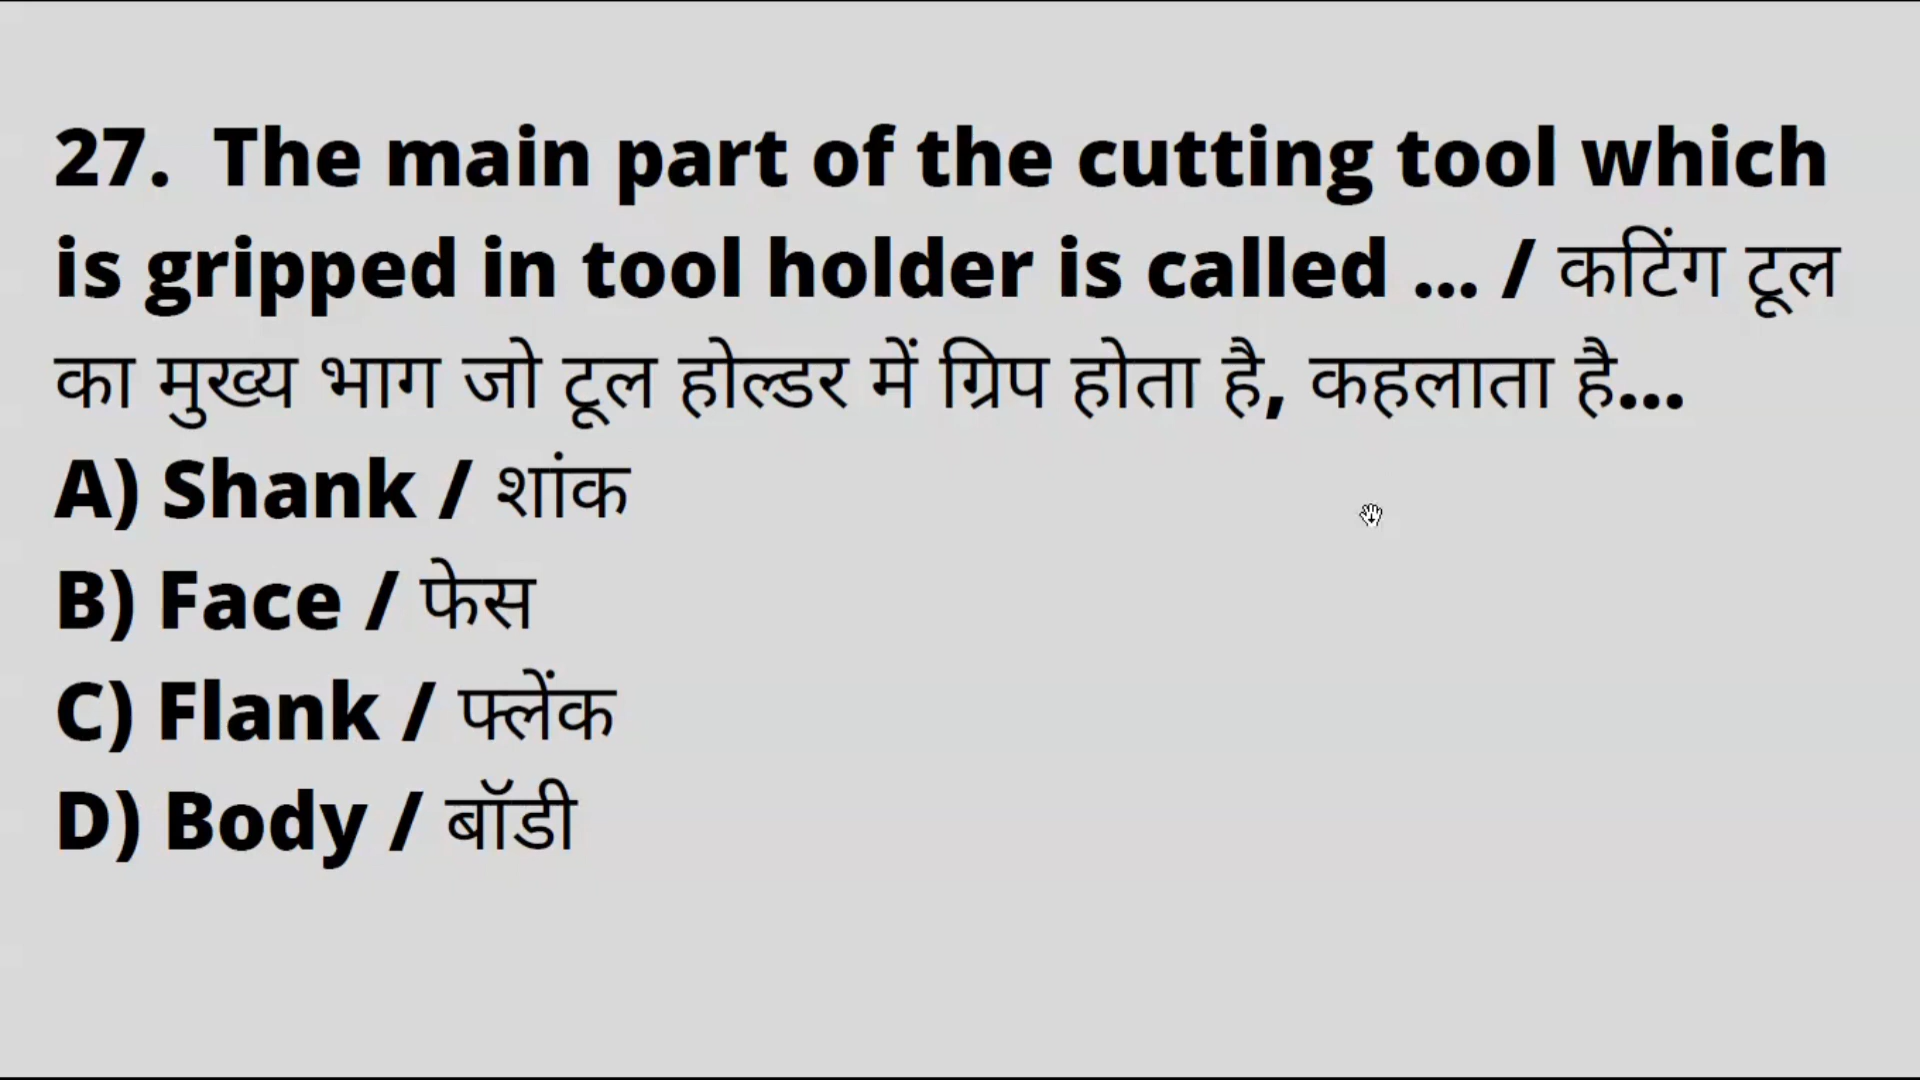 27. The main part of the cutting tool which
is gripped in tool holder is called ... / कटिंग टूल
का मुख्य भाग जो टूल होल्डर में ग्रिप होता है, कहलाता है...
A) Shank / शांक
B) Face / फेस
C) Flank / फ्लेंक
D) Body / बॉडी